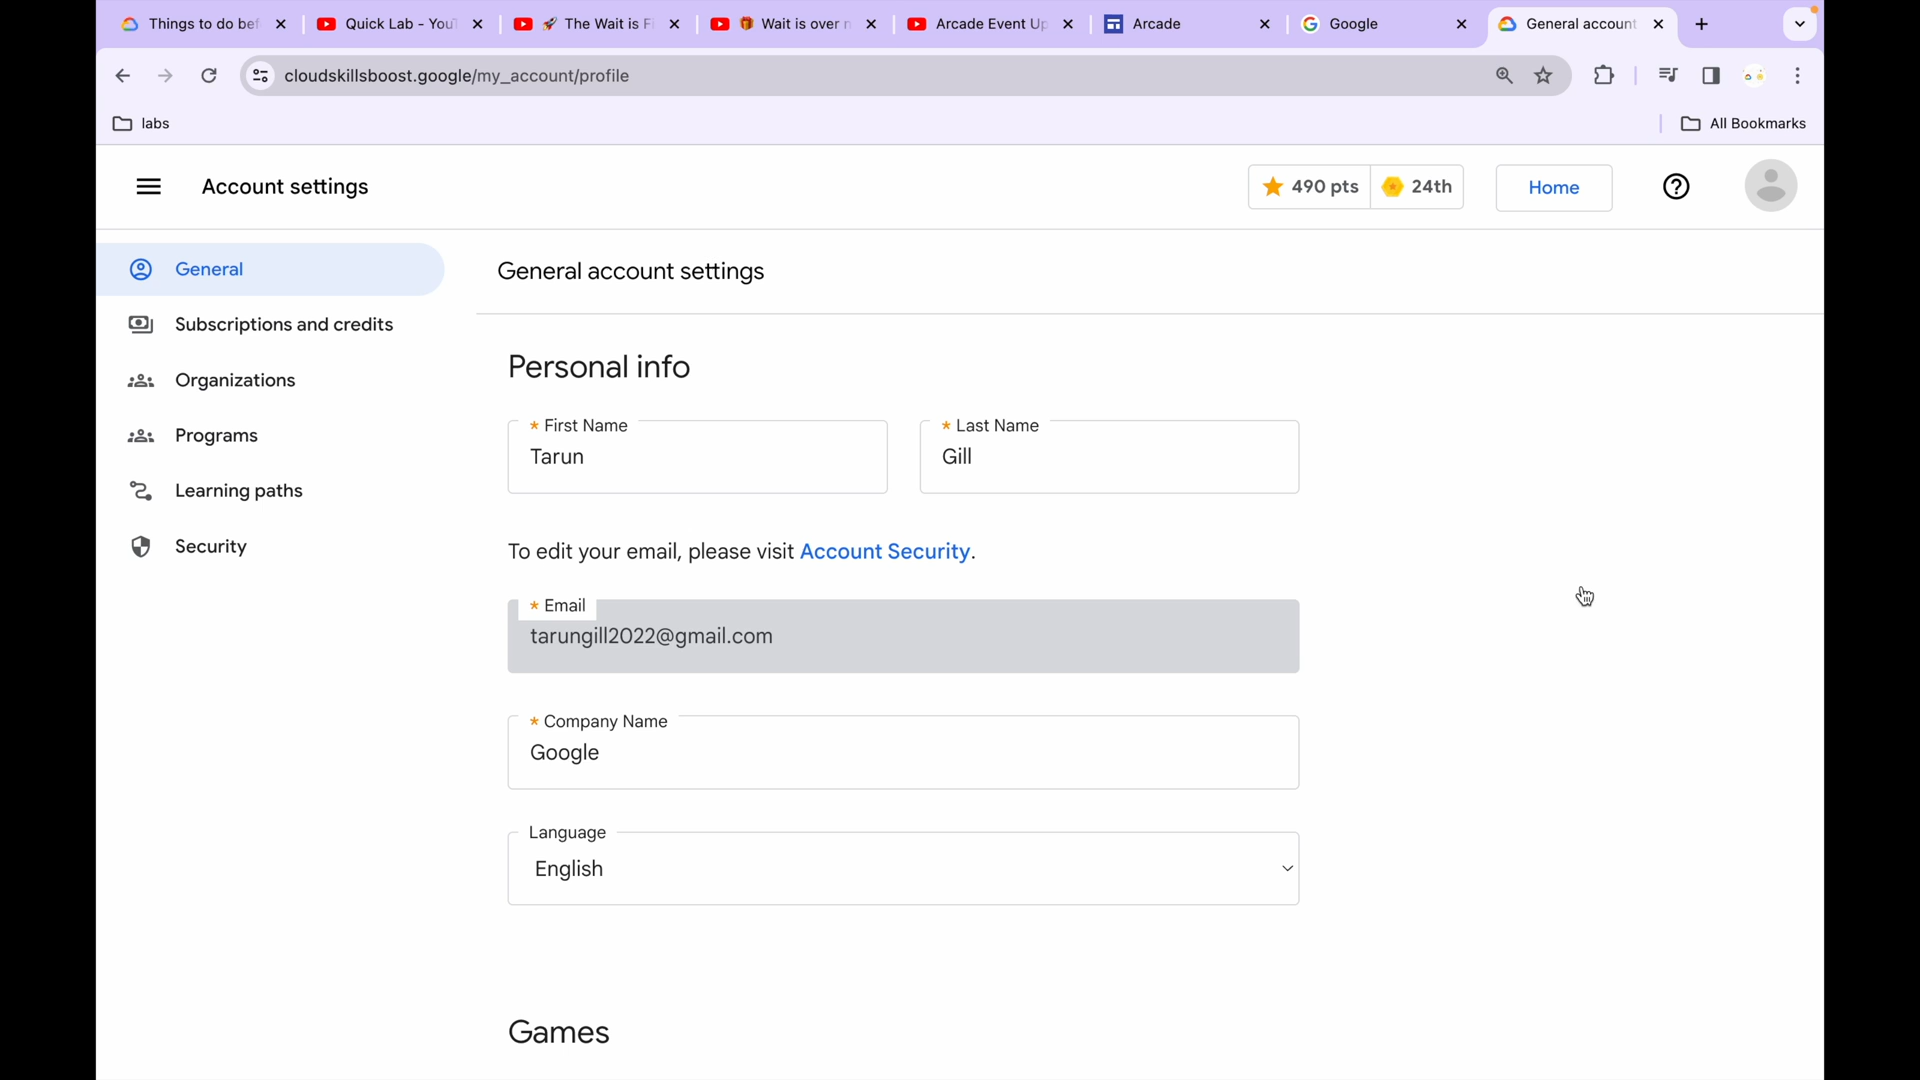 Things to do bef
Quick Lab - You
🚀 The Wait is F
🎁 Wait is over n
Arcade Event Up
Arcade
Google
General account
cloudskillsboost.google/my_account/profile
labs
All Bookmarks
Account settings
490 pts
24th
Home
General
Subscriptions and credits
Organizations
Programs
Learning paths
Security
General account settings
Personal info
* First Name
Tarun
* Last Name
Gill
To edit your email, please visit Account Security.
* Email
tarungill2022@gmail.com
* Company Name
Google
Language
English
Games